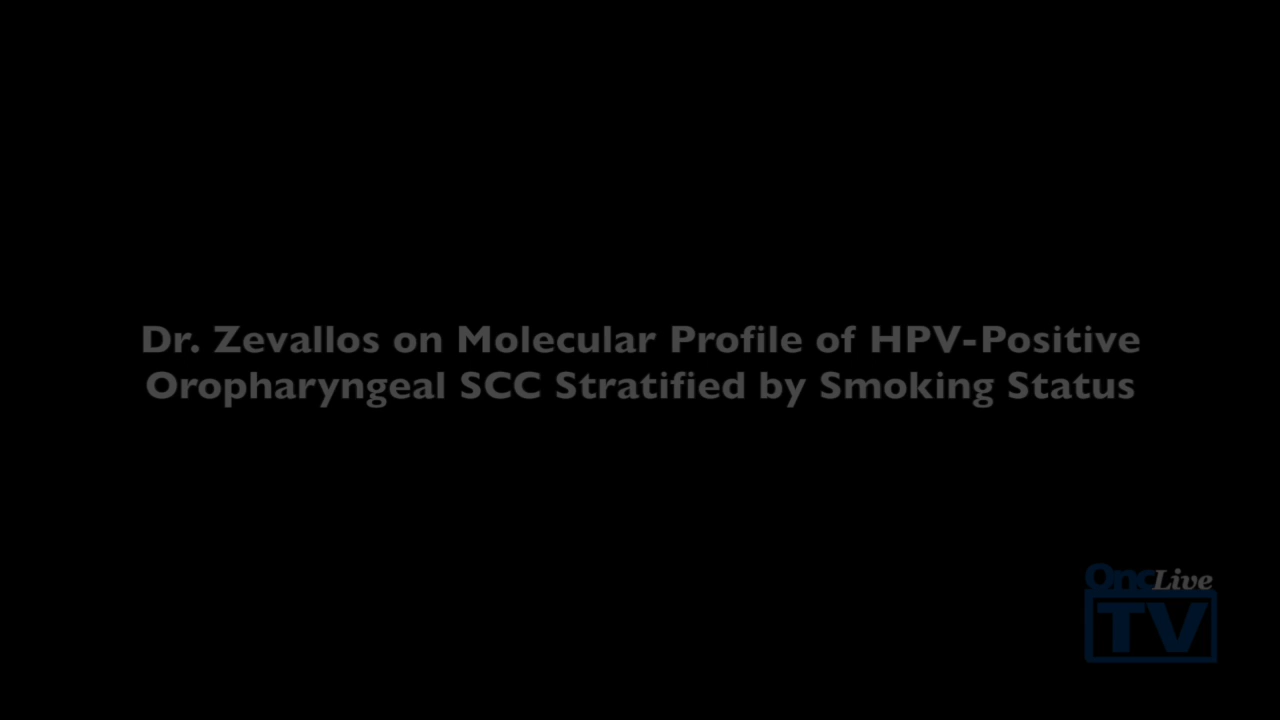 Dr. Zevallos on Molecular Profile of HPV-Positive
Oropharyngeal SCC Stratified by Smoking Status
OncLive
TV